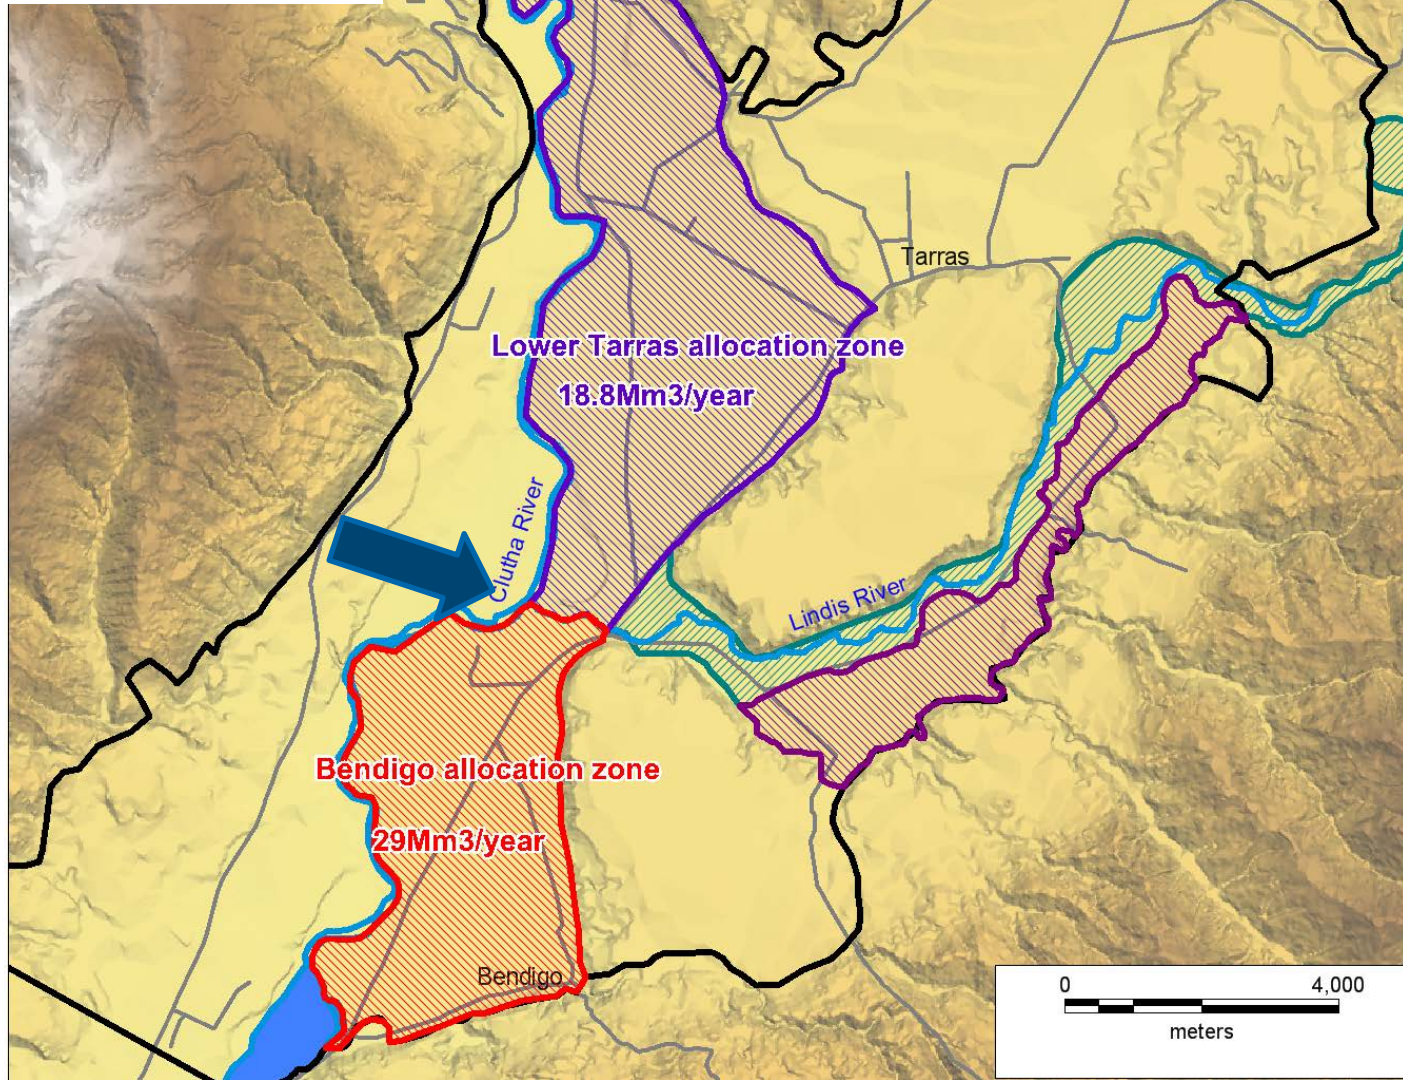 Tarras
Lower Tarras allocation zone
18.8Mm3/year
Clutha River
Lindis River
Bendigo allocation zone
29Mm3/year
Bendigo
0 4,000
meters